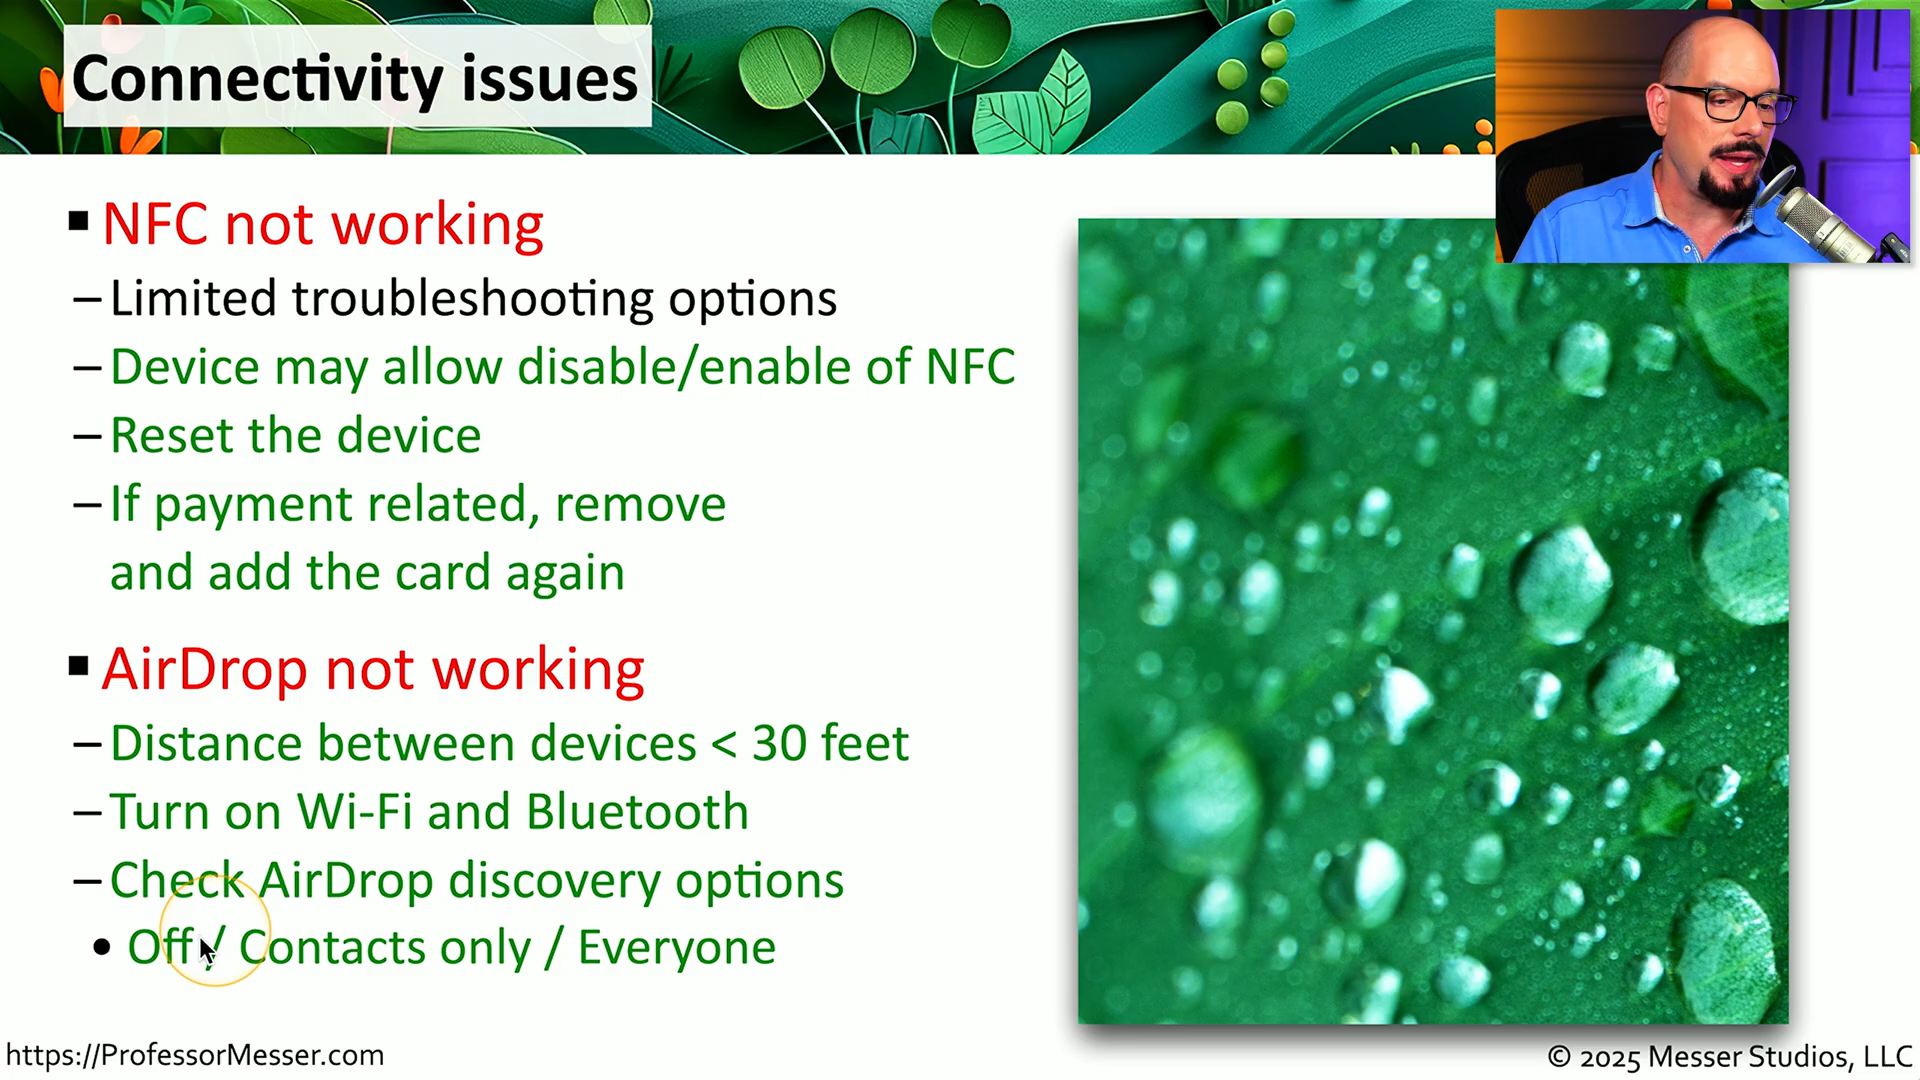 Connectivity issues
▪ NFC not working
– Limited troubleshooting options
– Device may allow disable/enable of NFC
– Reset the device
– If payment related, remove
and add the card again
▪ AirDrop not working
– Distance between devices < 30 feet
– Turn on Wi-Fi and Bluetooth
– Check AirDrop discovery options
• Off / Contacts only / Everyone
https://ProfessorMesser.com
© 2025 Messer Studios, LLC